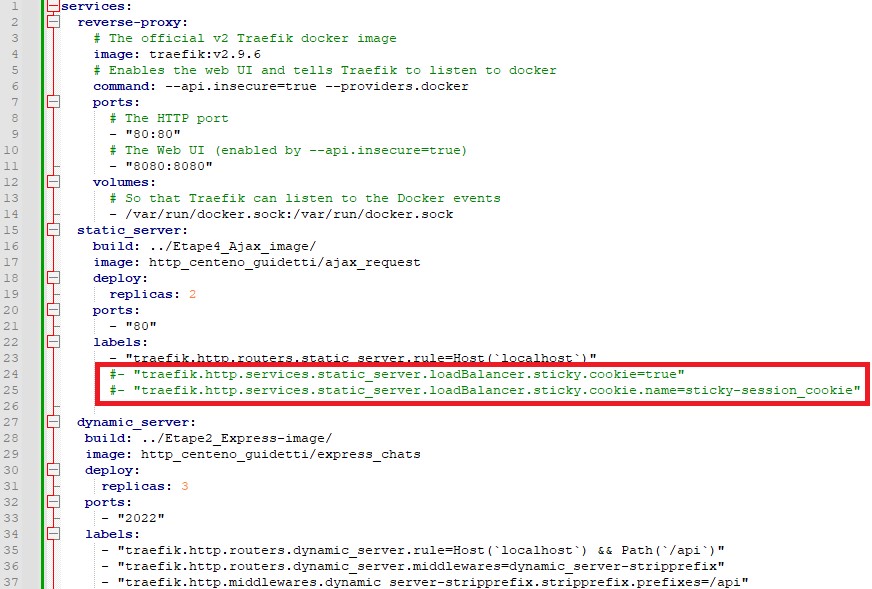 1 services:
2 reverse-proxy:
3 # The official v2 Traefik docker image
4 image: traefik:v2.9.6
5 # Enables the web UI and tells Traefik to listen to docker
6 command: --api.insecure=true --providers.docker
7 ports:
8 # The HTTP port
9 - "80:80"
10 # The Web UI (enabled by --api.insecure=true)
11 - "8080:8080"
12 volumes:
13 # So that Traefik can listen to the Docker events
14 - /var/run/docker.sock:/var/run/docker.sock
15 static_server:
16 build: ../Etape4_Ajax_image/
17 image: http_centeno_guidetti/ajax_request
18 deploy:
19 replicas: 2
20 ports:
21 - "80"
22 labels:
23 - "traefik.http.routers.static_server.rule=Host(`localhost`)"
24 #- "traefik.http.services.static_server.loadBalancer.sticky.cookie=true"
25 #- "traefik.http.services.static_server.loadBalancer.sticky.cookie.name=sticky-session_cookie"
26
27 dynamic_server:
28 build: ../Etape2_Express-image/
29 image: http_centeno_guidetti/express_chats
30 deploy:
31 replicas: 3
32 ports:
33 - "2022"
34 labels:
35 - "traefik.http.routers.dynamic_server.rule=Host(`localhost`) && Path(`/api`)"
36 - "traefik.http.routers.dynamic_server.middlewares=dynamic_server-stripprefix"
37 - "traefik.http.middlewares.dynamic_server-stripprefix.stripprefix.prefixes=/api"